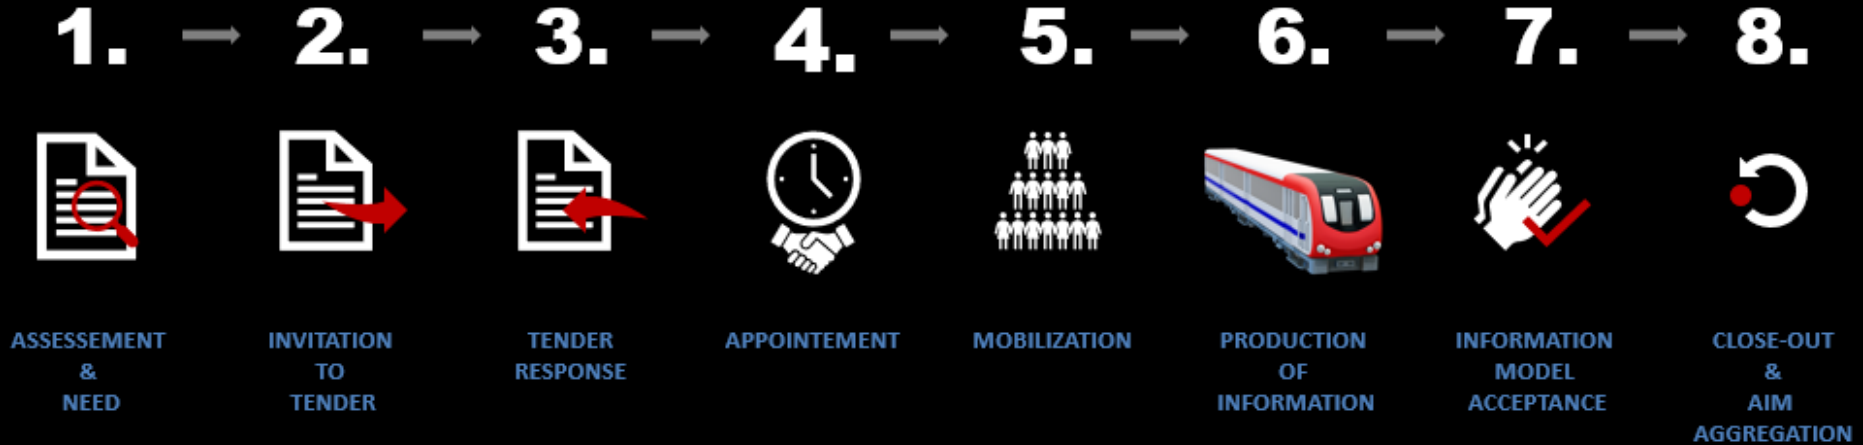 1.
2.
3.
4.
5.
6.
7.
8.
ASSESSEMENT
&
NEED
INVITATION
TO
TENDER
TENDER
RESPONSE
APPOINTEMENT
MOBILIZATION
PRODUCTION
OF
INFORMATION
INFORMATION
MODEL
ACCEPTANCE
CLOSE-OUT
&
AIM
AGGREGATION